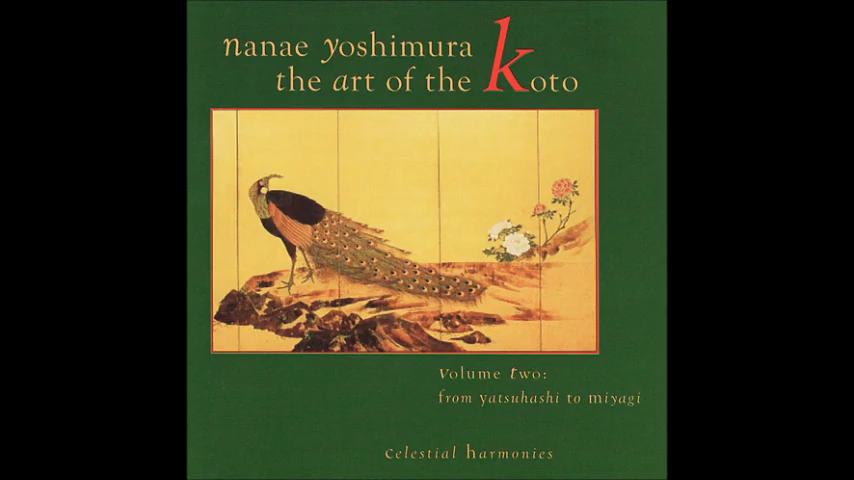 nanae yoshimura
the art of the koto
volume two:
from yatsuhashi to miyagi
celestial harmonies